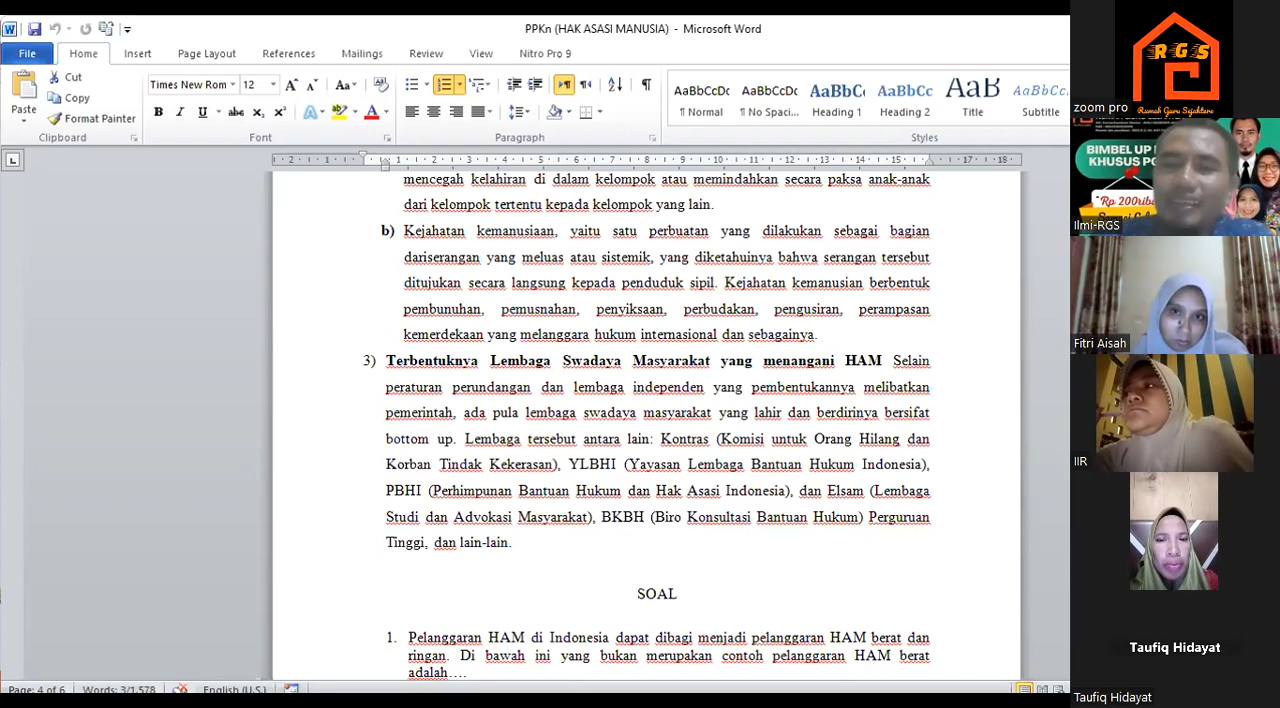 PPKn (HAK ASASI MANUSIA) - Microsoft Word
File Home Insert Page Layout References Mailings Review View Nitro Pro 9
Paste
Cut
Copy
Format Painter
Clipboard
Times New Rom 12
Font
Paragraph
AaBbCcDc AaBbCcDc AaBbC AaBbCc AaB AaBbCc
¶ Normal ¶ No Spaci... Heading 1 Heading 2 Title Subtitle
Styles
mencegah kelahiran di dalam kelompok atau memindahkan secara paksa anak-anak
dari kelompok tertentu kepada kelompok yang lain.
b) Kejahatan kemanusiaan, yaitu satu perbuatan yang dilakukan sebagai bagian
dariserangan yang meluas atau sistemik, yang diketahuinya bahwa serangan tersebut
ditujukan secara langsung kepada penduduk sipil. Kejahatan kemanusian berbentuk
pembunuhan, pemusnahan, penyiksaan, perbudakan, pengusiran, perampasan
kemerdekaan yang melanggara hukum internasional dan sebagainya.
3) Terbentuknya Lembaga Swadaya Masyarakat yang menangani HAM Selain
peraturan perundangan dan lembaga independen yang pembentukannya melibatkan
pemerintah, ada pula lembaga swadaya masyarakat yang lahir dan berdirinya bersifat
bottom up. Lembaga tersebut antara lain: Kontras (Komisi untuk Orang Hilang dan
Korban Tindak Kekerasan), YLBHI (Yayasan Lembaga Bantuan Hukum Indonesia),
PBHI (Perhimpunan Bantuan Hukum dan Hak Asasi Indonesia), dan Elsam (Lembaga
Studi dan Advokasi Masyarakat), BKBH (Biro Konsultasi Bantuan Hukum) Perguruan
Tinggi, dan lain-lain.
SOAL
1. Pelanggaran HAM di Indonesia dapat dibagi menjadi pelanggaran HAM berat dan
ringan. Di bawah ini yang bukan merupakan contoh pelanggaran HAM berat
adalah….
Page: 4 of 6 Words: 3/1,578 English (U.S.)
RGS
Rumah Guru Sejahtera
zoom pro
BIMBEL UP
KHUSUS
Rp 200rib
Ilmi-RGS
Fitri Aisah
IIR
Taufiq Hidayat
Taufiq Hidayat